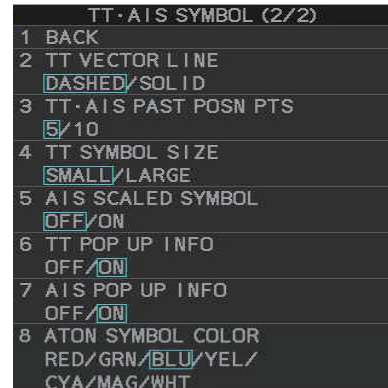 TT·AIS SYMBOL (2/2)
1 BACK
2 TT VECTOR LINE
DASHED/SOLID
3 TT·AIS PAST POSN PTS
5/10
4 TT SYMBOL SIZE
SMALL/LARGE
5 AIS SCALED SYMBOL
OFF/ON
6 TT POP UP INFO
OFF/ON
7 AIS POP UP INFO
OFF/ON
8 ATON SYMBOL COLOR
RED/GRN/BLU/YEL/
CYA/MAG/WHT